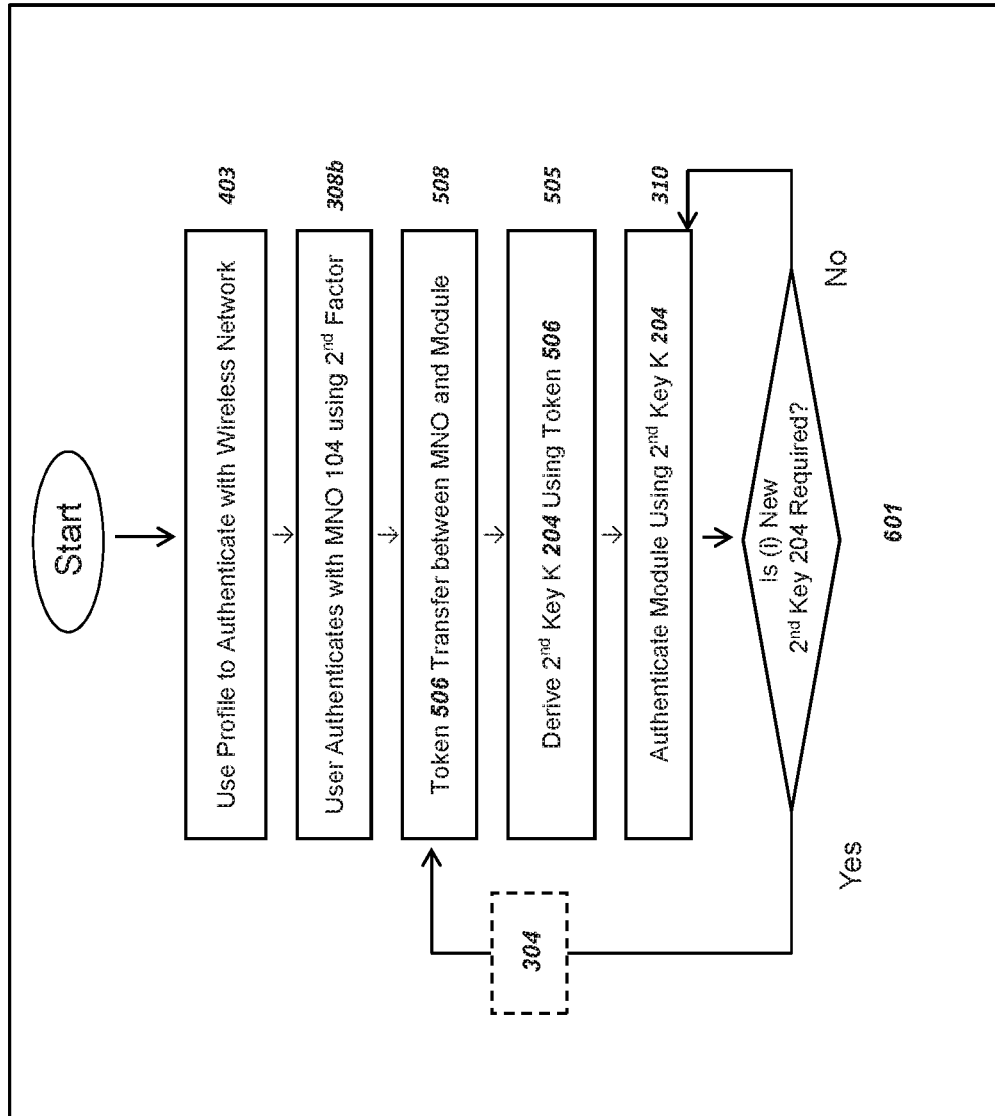 Start
Use Profile to Authenticate with Wireless Network
403
User Authenticates with MNO 104 using 2nd Factor
308b
Token 506 Transfer between MNO and Module
508
Derive 2nd Key K 204 Using Token 506
505
Authenticate Module Using 2nd Key K 204
310
Is (i) New
2nd Key 204 Required?
601
Yes
No
304